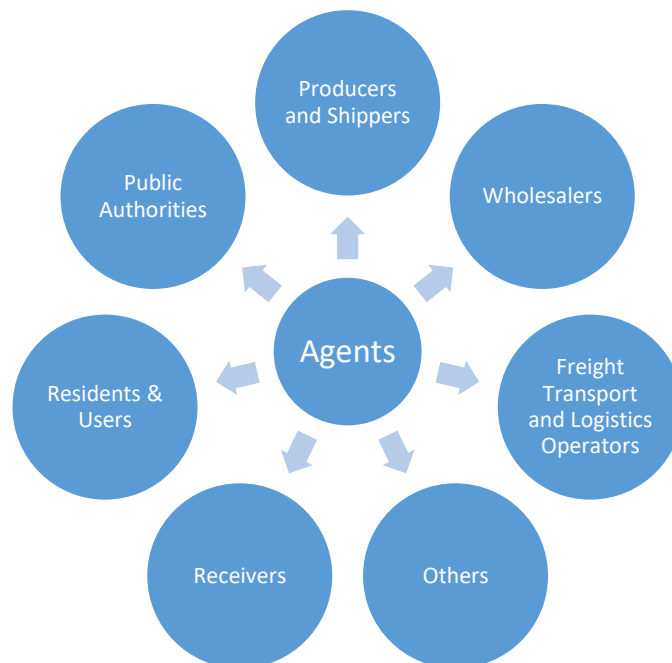 Producers
and Shippers
Public
Authorities
Wholesalers
Agents
Residents &
Users
Freight
Transport
and Logistics
Operators
Receivers
Others